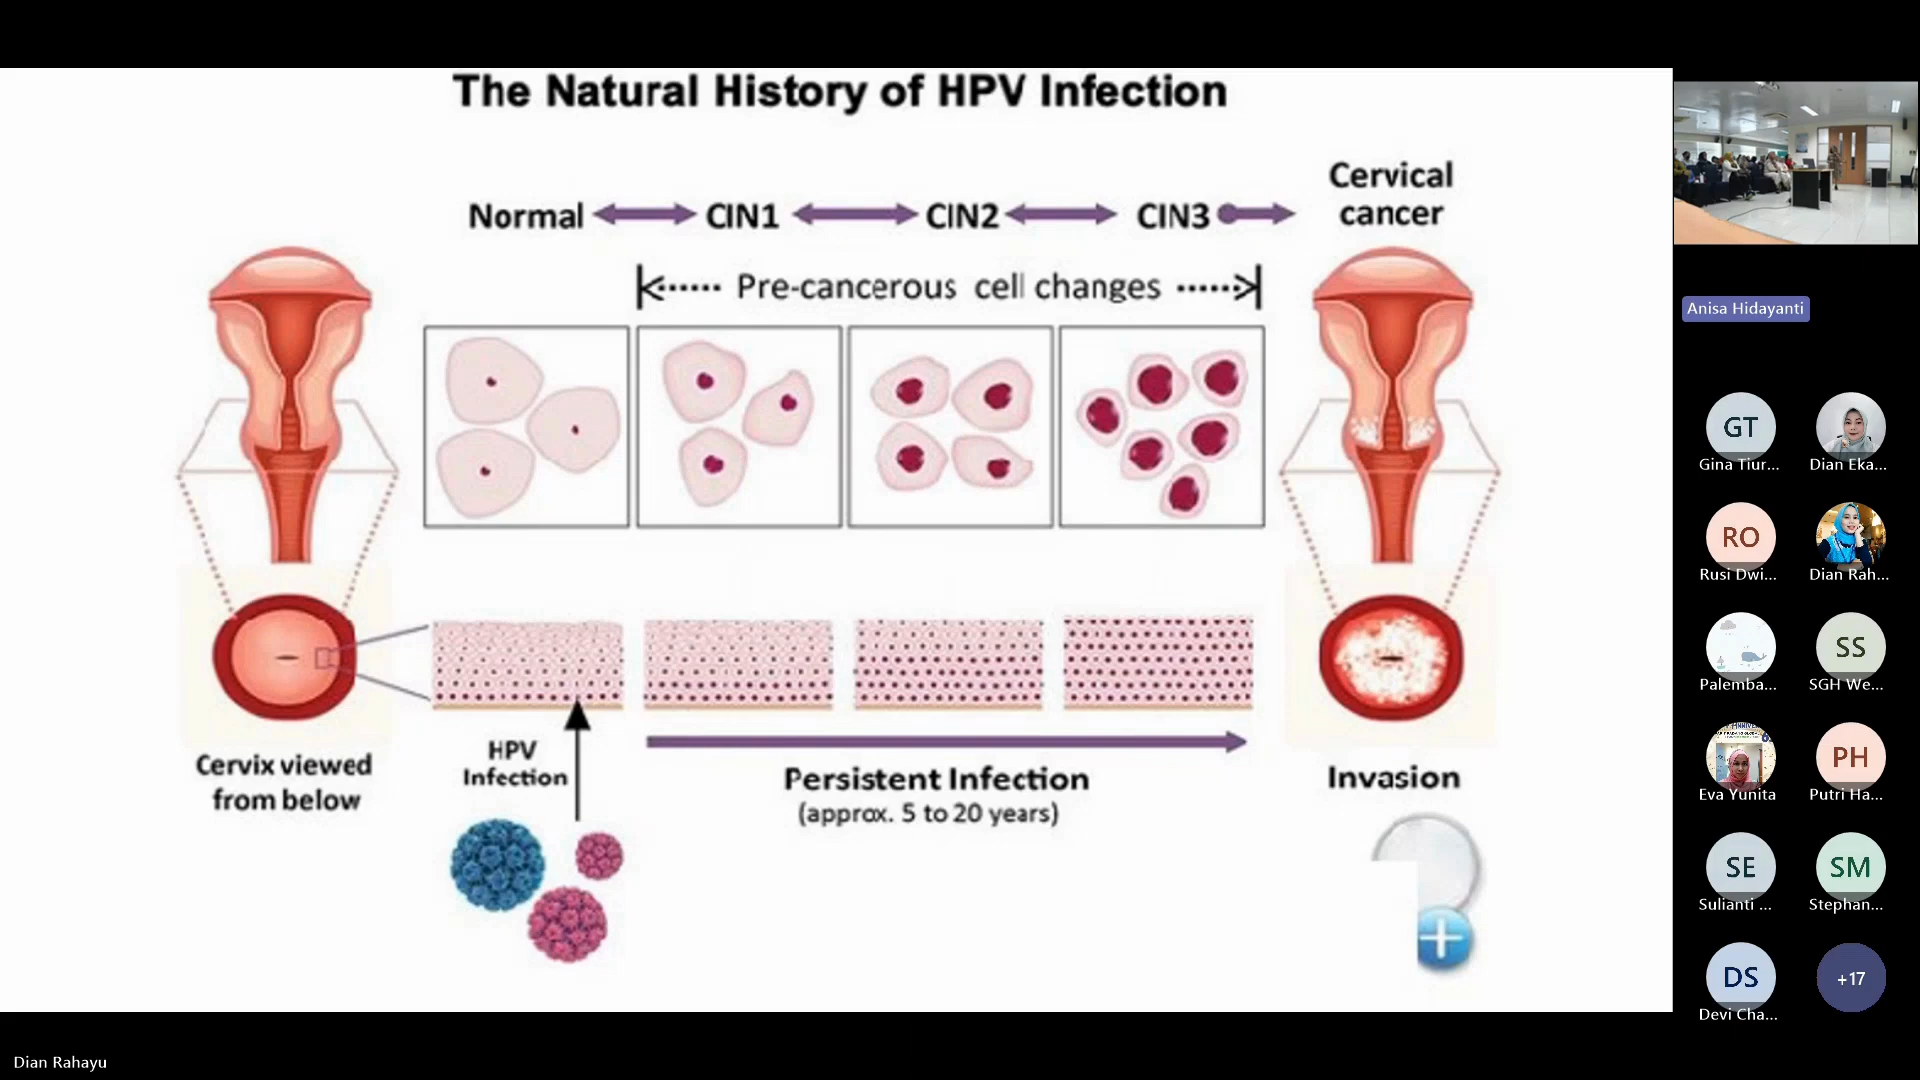 The Natural History of HPV Infection
Normal
CIN1
CIN2
CIN3
Cervical
cancer
Pre-cancerous cell changes
Cervix viewed
from below
HPV
Infection
Persistent Infection
(approx. 5 to 20 years)
Invasion
Anisa Hidayanti
GT
Gina Tiur...
Dian Eka...
RO
Rusi Dwi...
Dian Rah...
Palemba...
SS
SGH We...
Eva Yunita
PH
Putri Ha...
SE
Sulianti ...
SM
Stephan...
DS
Devi Cha...
+17
Dian Rahayu